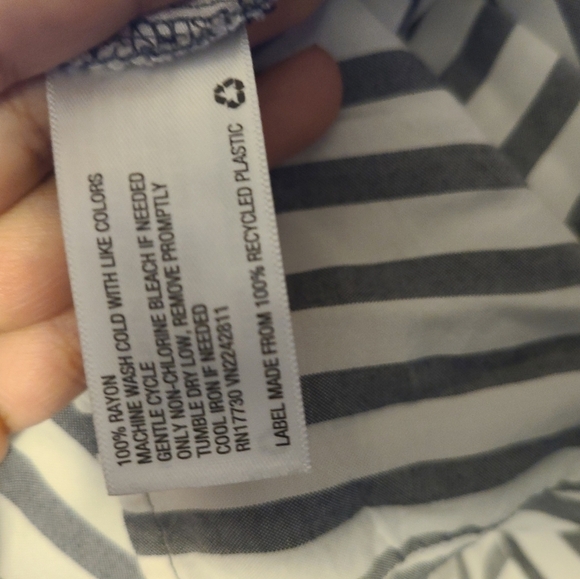 100% RAYON
MACHINE WASH COLD WITH LIKE COLORS
GENTLE CYCLE
ONLY NON-CHLORINE BLEACH IF NEEDED
TUMBLE DRY LOW, REMOVE PROMPTLY
COOL IRON IF NEEDED
RN17730 VN2242811
LABEL MADE FROM 100% RECYCLED PLASTIC